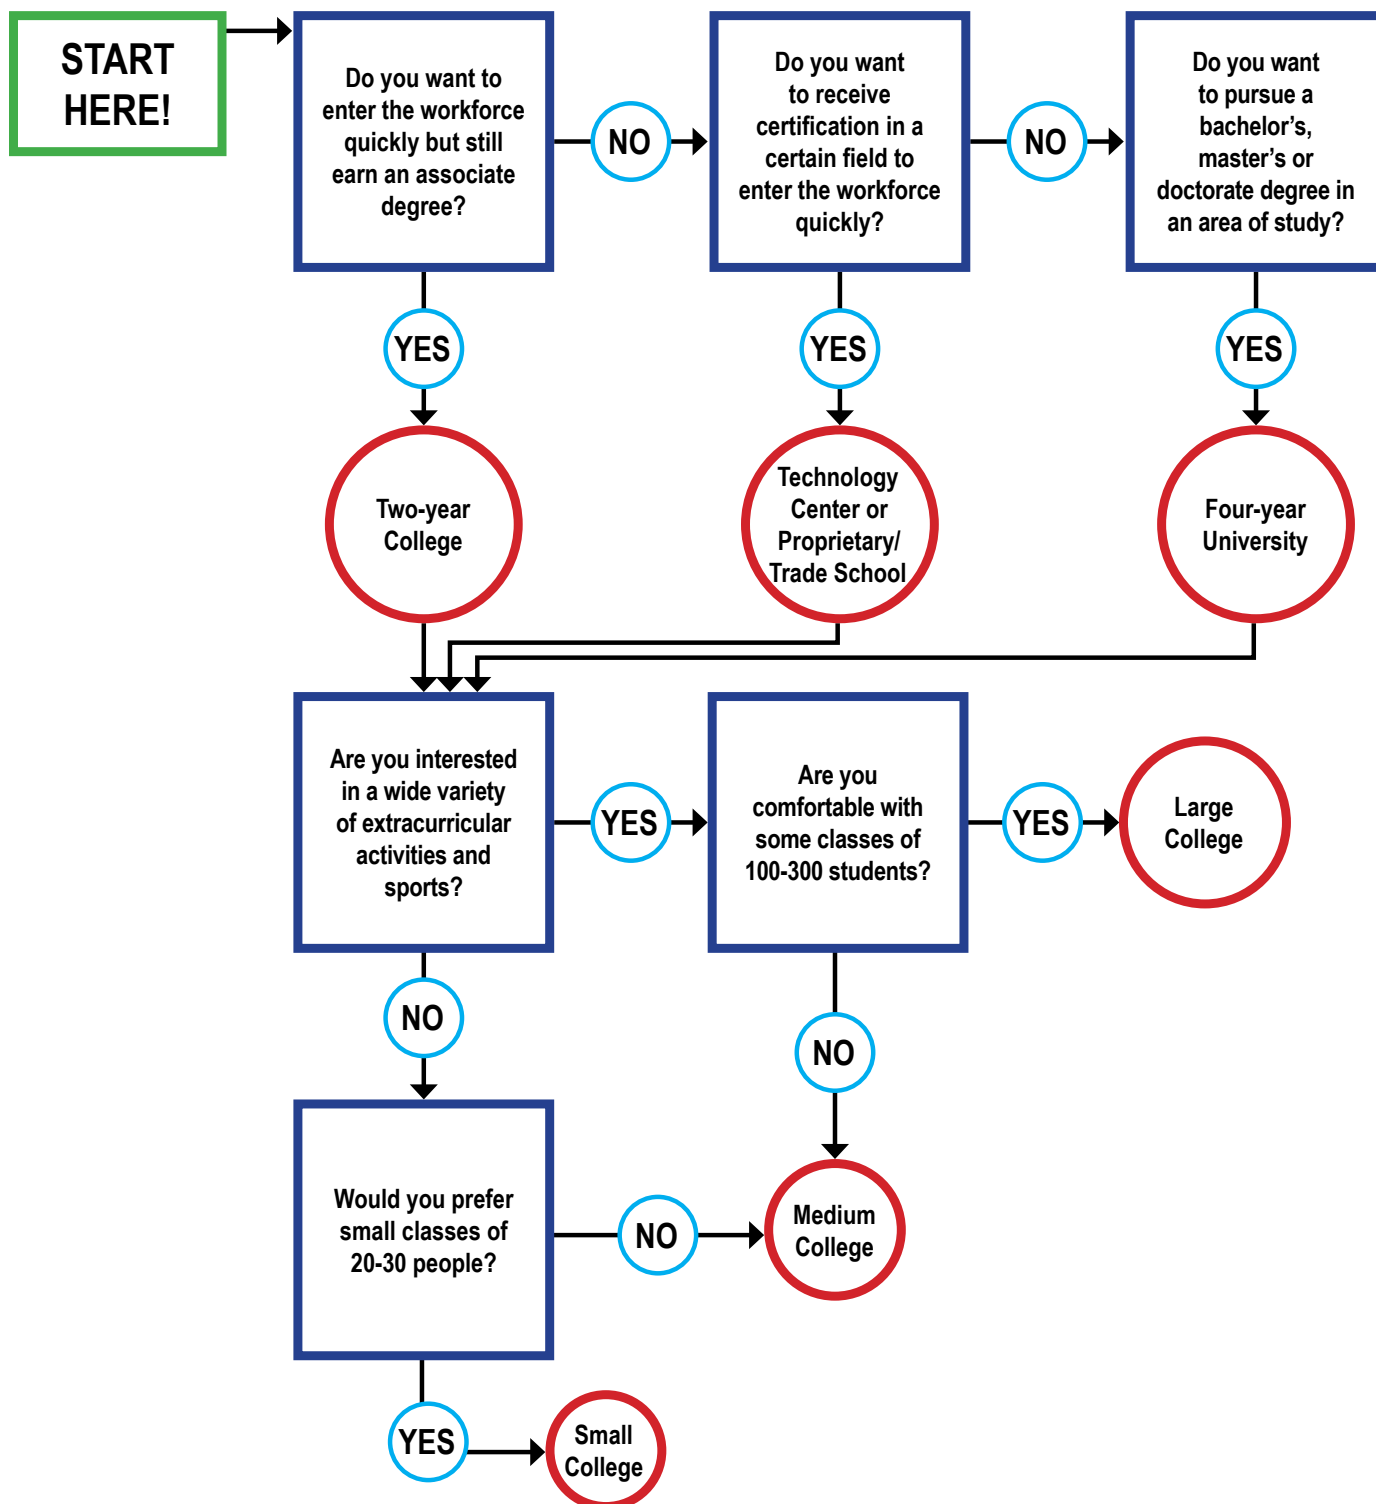 START
HERE!
Do you want to
enter the workforce
quickly but still
earn an associate
degree?
NO
Do you want
to receive
certification in a
certain field to
enter the workforce
quickly?
NO
Do you want
to pursue a
bachelor’s,
master’s or
doctorate degree in
an area of study?
YES
YES
YES
Two-year
College
Technology
Center or
Proprietary/
Trade School
Four-year
University
Are you interested
in a wide variety
of extracurricular
activities and
sports?
YES
Are you
comfortable with
some classes of
100-300 students?
YES
Large
College
NO
NO
Would you prefer
small classes of
20-30 people?
NO
Medium
College
YES
Small
College